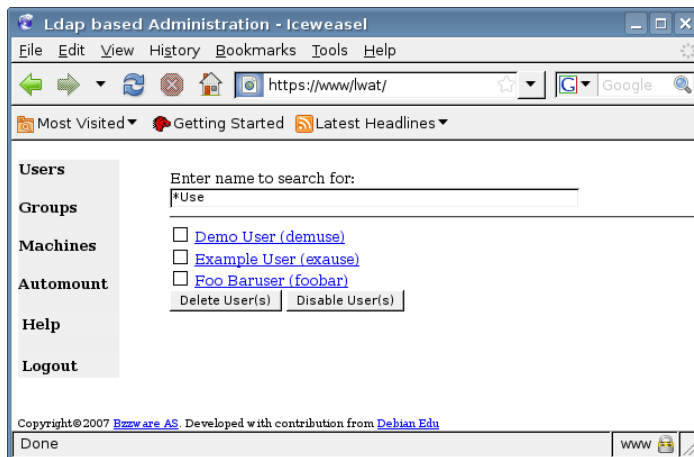 Ldap based Administration - Iceweasel
File Edit View History Bookmarks Tools Help
https://www/lwat/ G Google
Most Visited Getting Started Latest Headlines
Users
Groups
Machines
Automount
Help
Logout
Enter name to search for:
*Use
Demo User (demuse)
Example User (exause)
Foo Baruser (foobar)
Delete User(s) Disable User(s)
Copyright©2007 Bzzware AS. Developed with contribution from Debian Edu
Done www